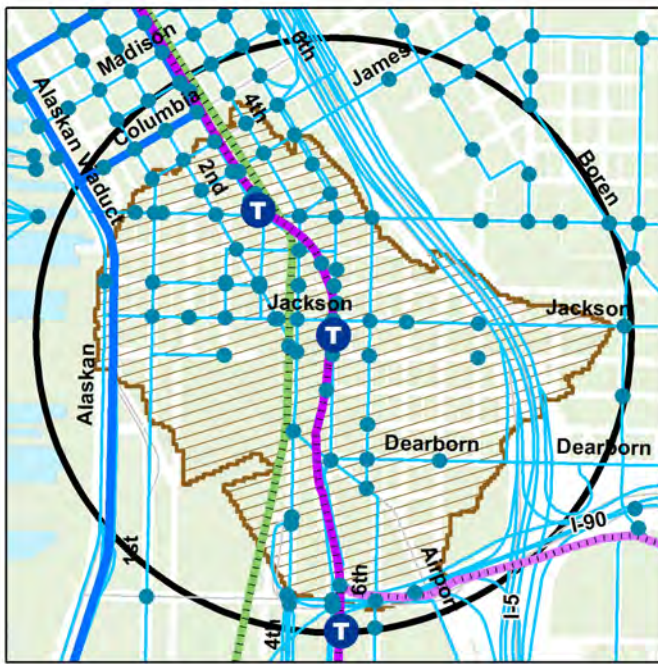 Madison
6th
James
Columbia
4th
Alaskan Viaduct
2nd
Boren
T
Jackson
Jackson
T
Alaskan
Dearborn
Dearborn
I-90
1st
6th
Airport
I-5
4th
T